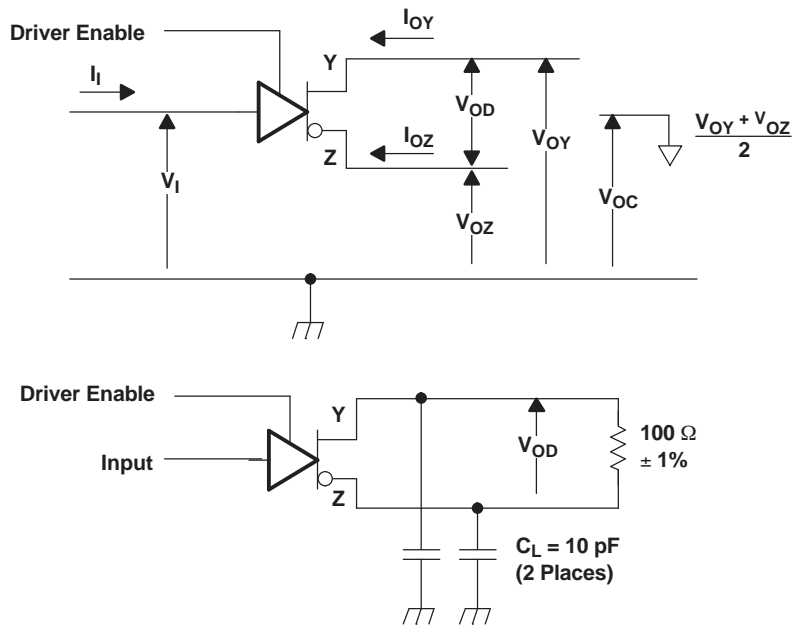 Driver Enable
I_OY
I_I
Y
V_OD
V_OY
V_OY + V_OZ
2
I_OZ
Z
V_I
V_OZ
V_OC
Driver Enable
Y
Input
V_OD
100 Ω
± 1%
Z
C_L = 10 pF
(2 Places)